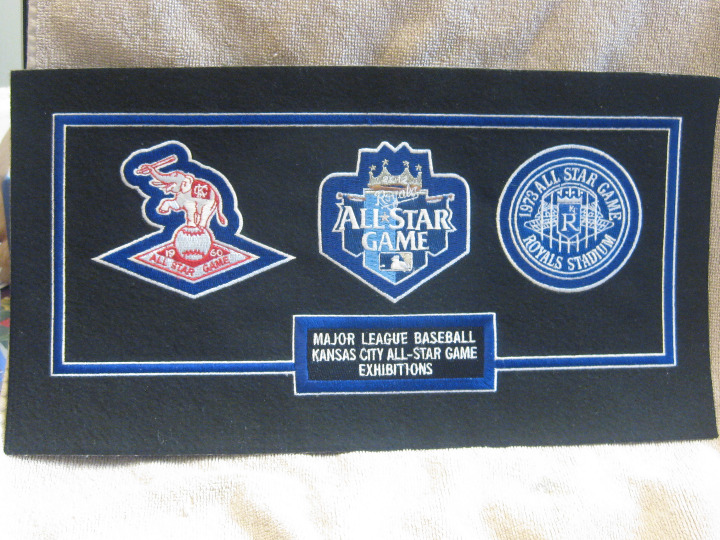 KC
19 60
ALL STAR GAME
Royals
ALL STAR
GAME
1973 ALL STAR GAME
R
ROYALS STADIUM
MAJOR LEAGUE BASEBALL
KANSAS CITY ALL-STAR GAME
EXHIBITIONS